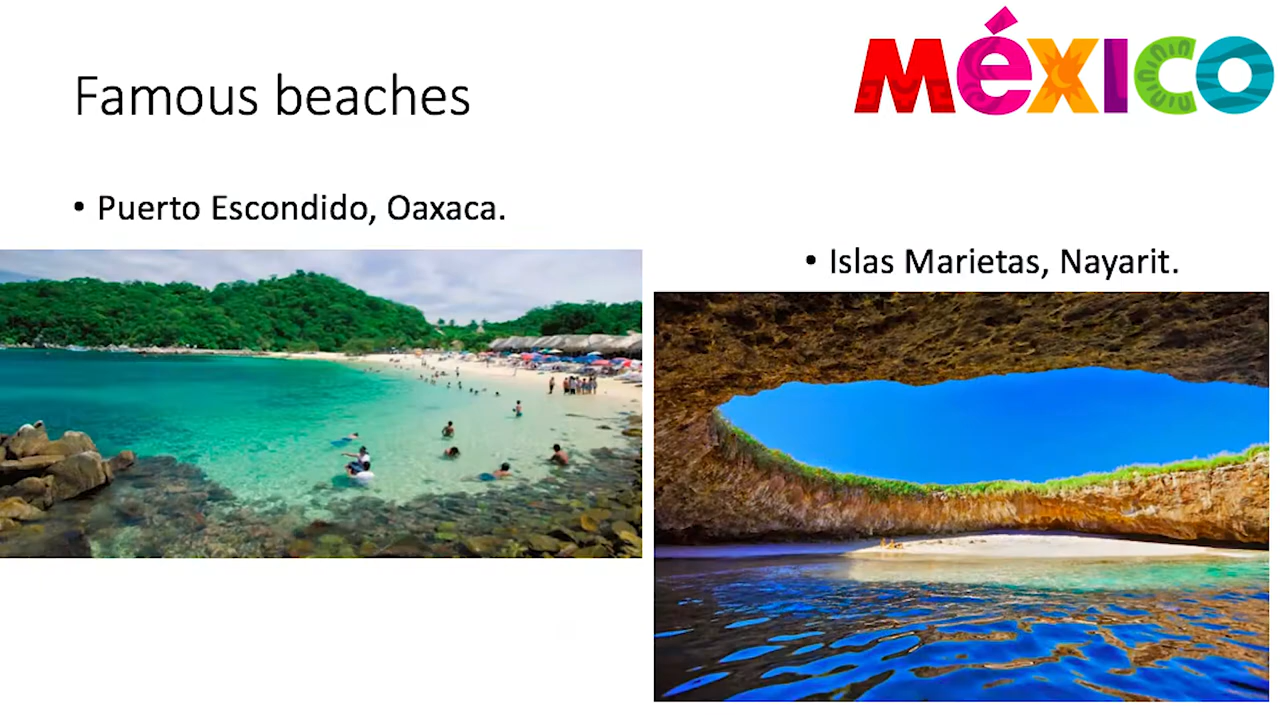 Famous beaches
MéXICO
• Puerto Escondido, Oaxaca.
• Islas Marietas, Nayarit.